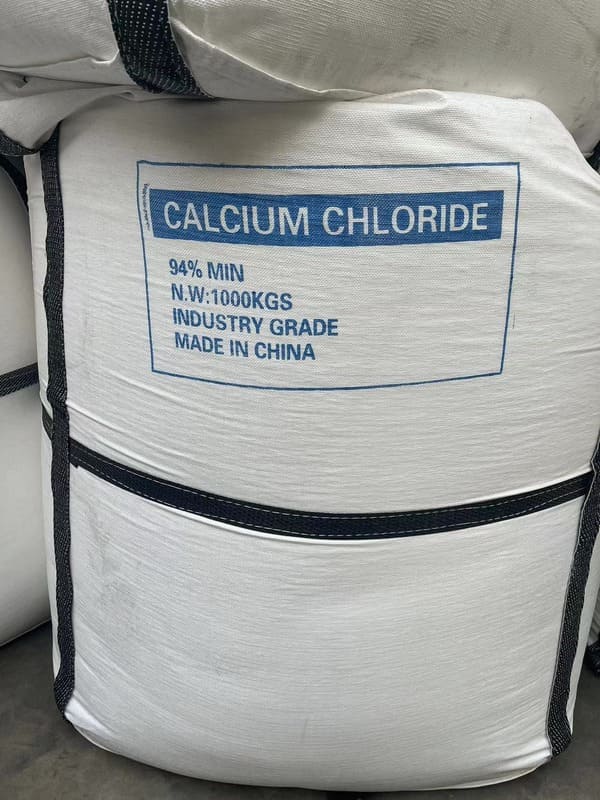 CALCIUM CHLORIDE
94% MIN
N.W:1000KGS
INDUSTRY GRADE
MADE IN CHINA